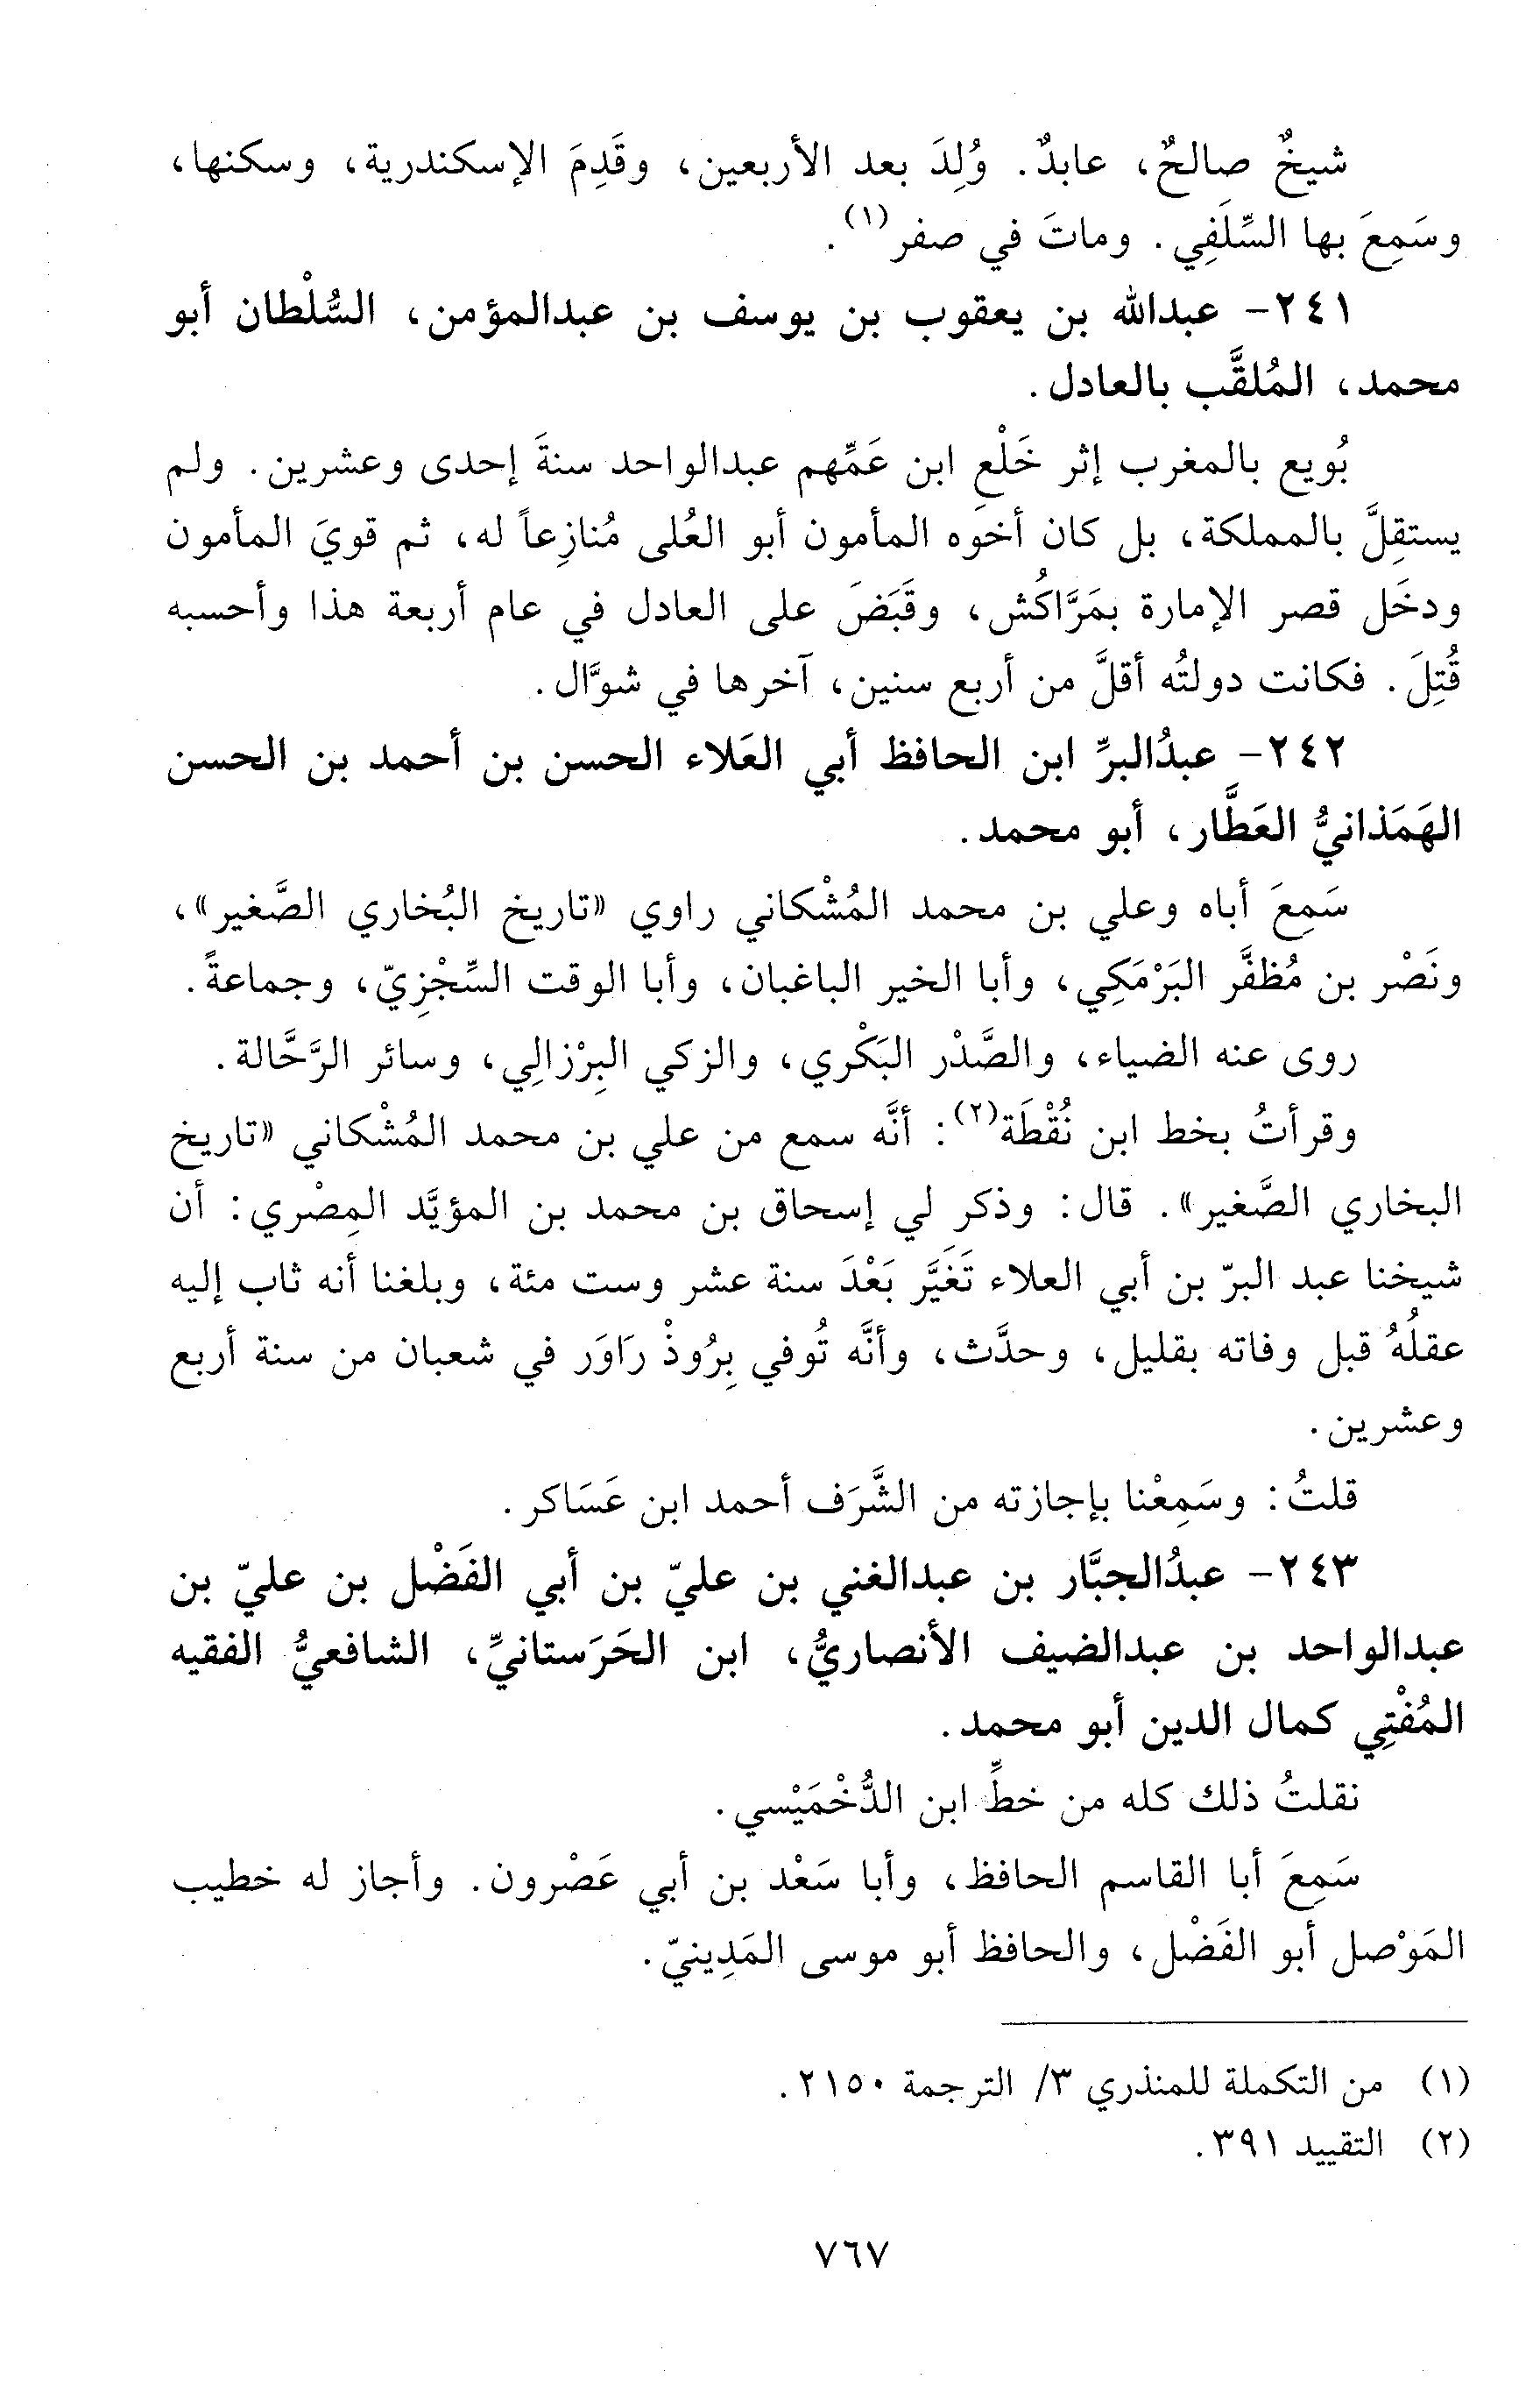 شيخٌ صالحٌ، عابدٌ. وُلِدَ بعد الأربعين، وقَدِمَ الإسكندرية، وسكنها،
وسَمِعَ بها السِّلَفِي. وماتَ في صفر(١).
٢٤١- عبدالله بن يعقوب بن يوسف بن عبدالمؤمن، السُّلْطان أبو
محمد، المُلقَّب بالعادل.
بُويع بالمغرب إثر خَلْعِ ابن عَمِّهم عبدالواحد سنةَ إحدى وعشرين. ولم
يستقِلَّ بالمملكة، بل كان أخوه المأمون أبو العُلى مُنازِعاً له، ثم قويَ المأمون
ودخَل قصر الإمارة بمَرَّاكُش، وقَبَضَ على العادل في عام أربعة هذا وأحسبه
قُتِلَ. فكانت دولتُه أقلَّ من أربع سنين، آخرها في شوَّال.
٢٤٢- عبدُالبرِّ ابن الحافظ أبي العَلاء الحسن بن أحمد بن الحسن
الهَمَذانيُّ العَطَّار، أبو محمد.
سَمِعَ أباه وعلي بن محمد المُشْكاني راوي «تاريخ البُخاري الصَّغير»،
ونَصْر بن مُظفَّر البَرْمَكِي، وأبا الخير الباغبان، وأبا الوقت السِّجْزِيّ، وجماعةً.
روى عنه الضياء، والصَّدْر البَكْري، والزكي البِرْزالِي، وسائر الرَّحَّالة.
وقرأتُ بخط ابن نُقْطَة(٢): أنَّه سمع من علي بن محمد المُشْكاني «تاريخ
البخاري الصَّغير». قال: وذكر لي إسحاق بن محمد بن المؤيَّد المِصْري: أن
شيخنا عبد البرّ بن أبي العلاء تَغَيَّر بَعْدَ سنة عشر وست مئة، وبلغنا أنه ثاب إليه
عقلُهُ قبل وفاته بقليل، وحدَّث، وأنَّه تُوفي بِرُوذْ رَاوَر في شعبان من سنة أربع
وعشرين.
قلتُ: وسَمِعْنا بإجازته من الشَّرَف أحمد ابن عَسَاكر.
٢٤٣- عبدُالجبَّار بن عبدالغني بن عليّ بن أبي الفَضْل بن عليّ بن
عبدالواحد بن عبدالضيف الأنصاريُّ، ابن الحَرَستانيِّ، الشافعيُّ الفقيه
المُفْتِي كمال الدين أبو محمد.
نقلتُ ذلك كله من خطِّ ابن الدُّخْمَيْسي.
سَمِعَ أبا القاسم الحافظ، وأبا سَعْد بن أبي عَصْرون. وأجاز له خطيب
المَوْصل أبو الفَضْل، والحافظ أبو موسى المَدِينيّ.
(١) من التكملة للمنذري ٣/ الترجمة ٢١٥٠.
(٢) التقييد ٣٩١.
٧٦٧